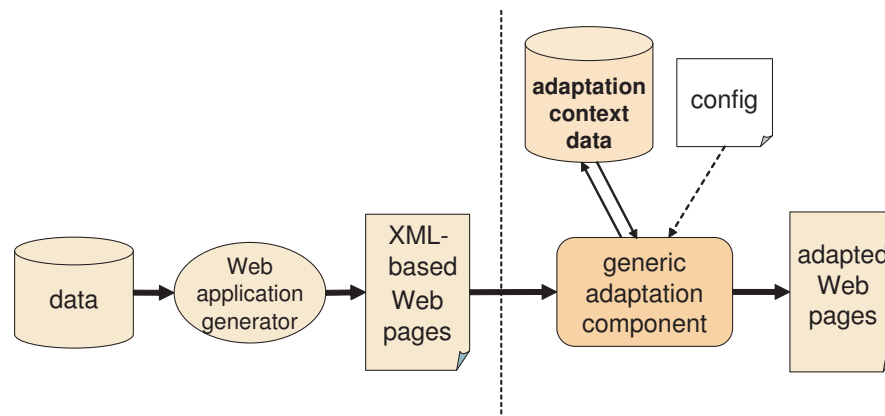 adaptation
context
data
config
data
Web
application
generator
XML-
based
Web
pages
generic
adaptation
component
adapted
Web
pages